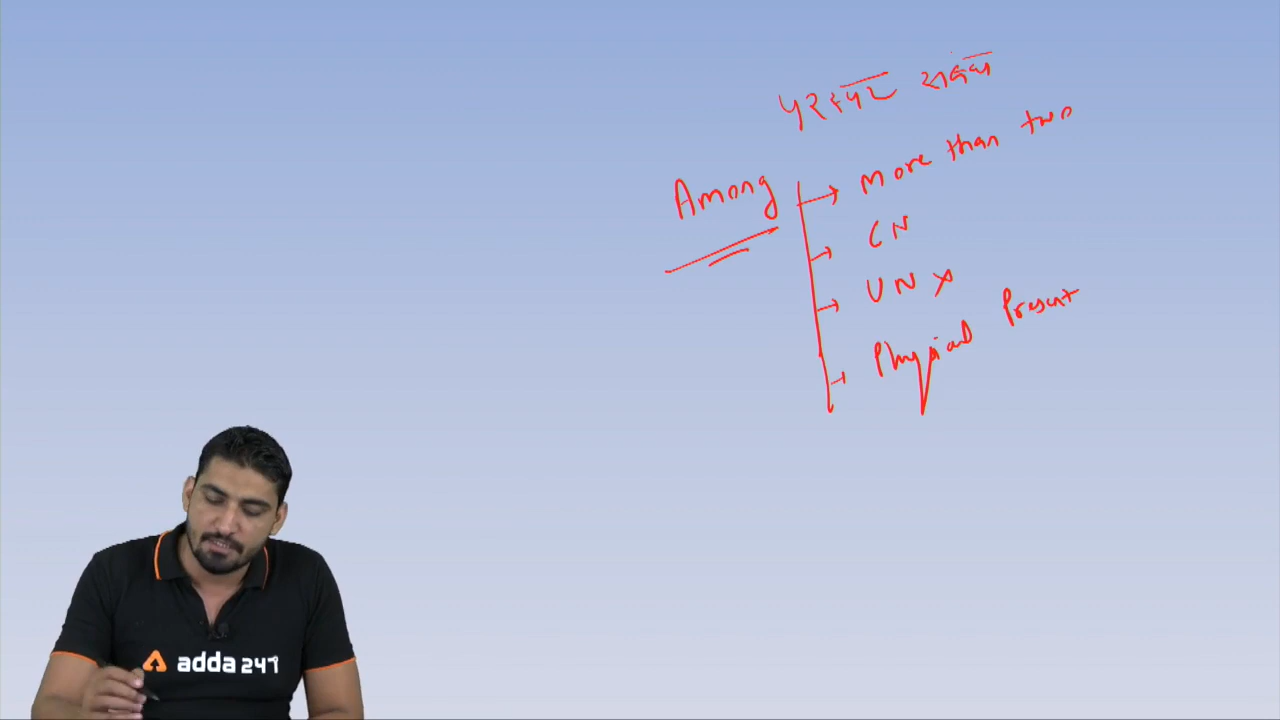 परस्पर संबंध
Among
More than two
CN
UN x
Physical Present
adda 247